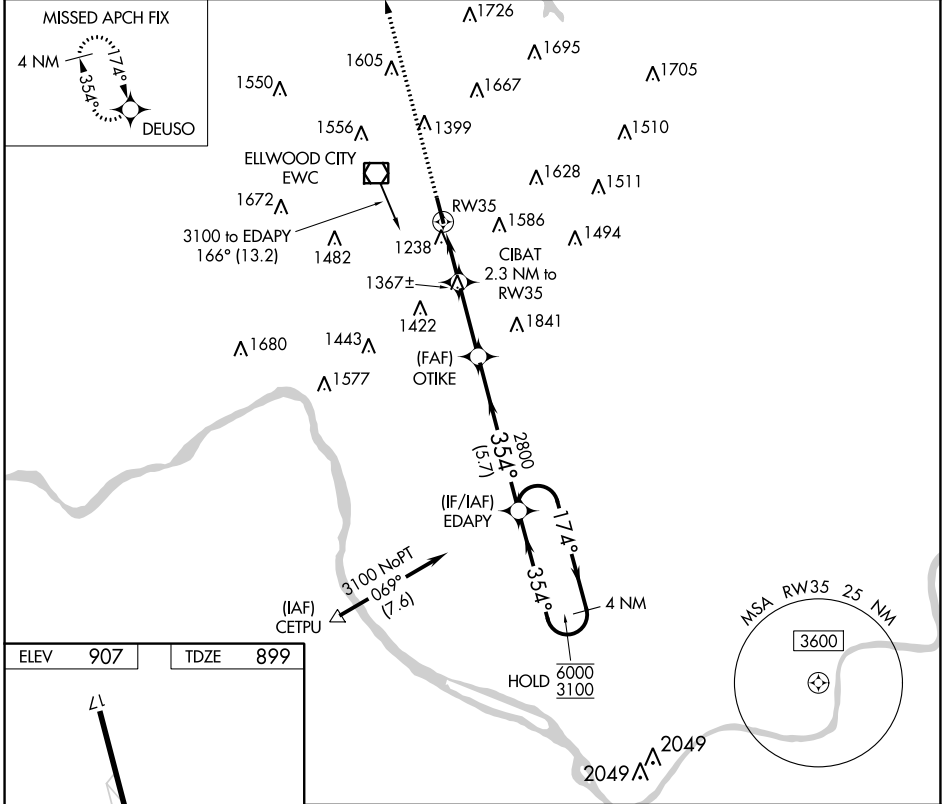 MISSED APCH FIX
4 NM
174°
354°
DEUSO
1726
1695
1605
1705
1550
1667
1556
1399
1510
ELLWOOD CITY
EWC
1628
1511
1672
RW35
3100 to EDAPY
166° (13.2)
1482
1238
1586
1494
CIBAT
2.3 NM to
RW35
1367±
1422
1841
1680
1443
1577
(FAF)
OTIKE
2800
354°
(5.7)
(IF/IAF)
EDAPY
174°
354°
4 NM
3100 NoPT
069°
(7.6)
(IAF)
CETPU
HOLD
6000
3100
MSA RW35 25 NM
3600
ELEV 907
TDZE 899
17
2049
2049